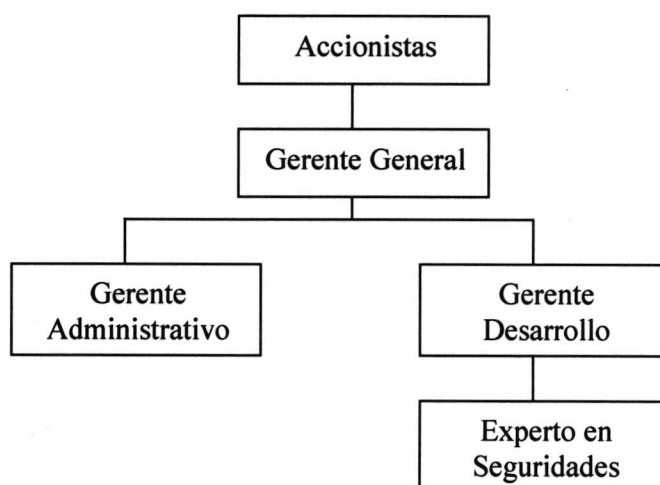 Accionistas
Gerente General
Gerente
Administrativo
Gerente
Desarrollo
Experto en
Seguridades